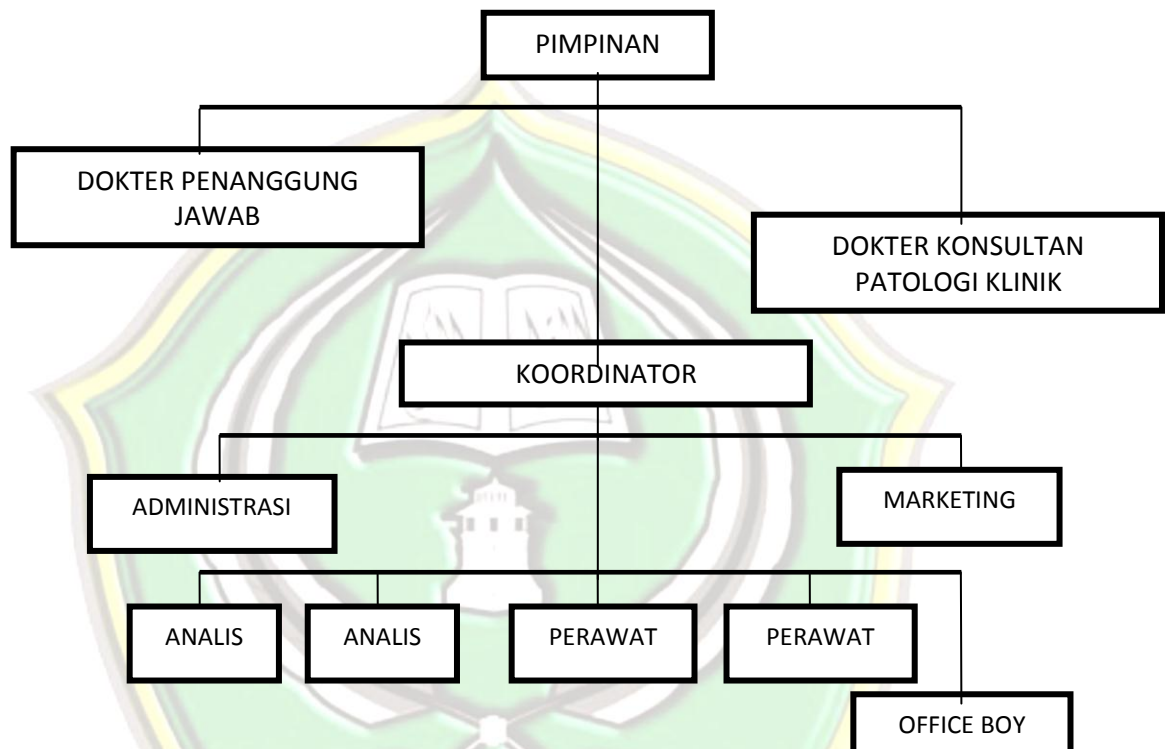 PIMPINAN
DOKTER PENANGGUNG
JAWAB
DOKTER KONSULTAN
PATOLOGI KLINIK
KOORDINATOR
ADMINISTRASI
MARKETING
ANALIS
ANALIS
PERAWAT
PERAWAT
OFFICE BOY